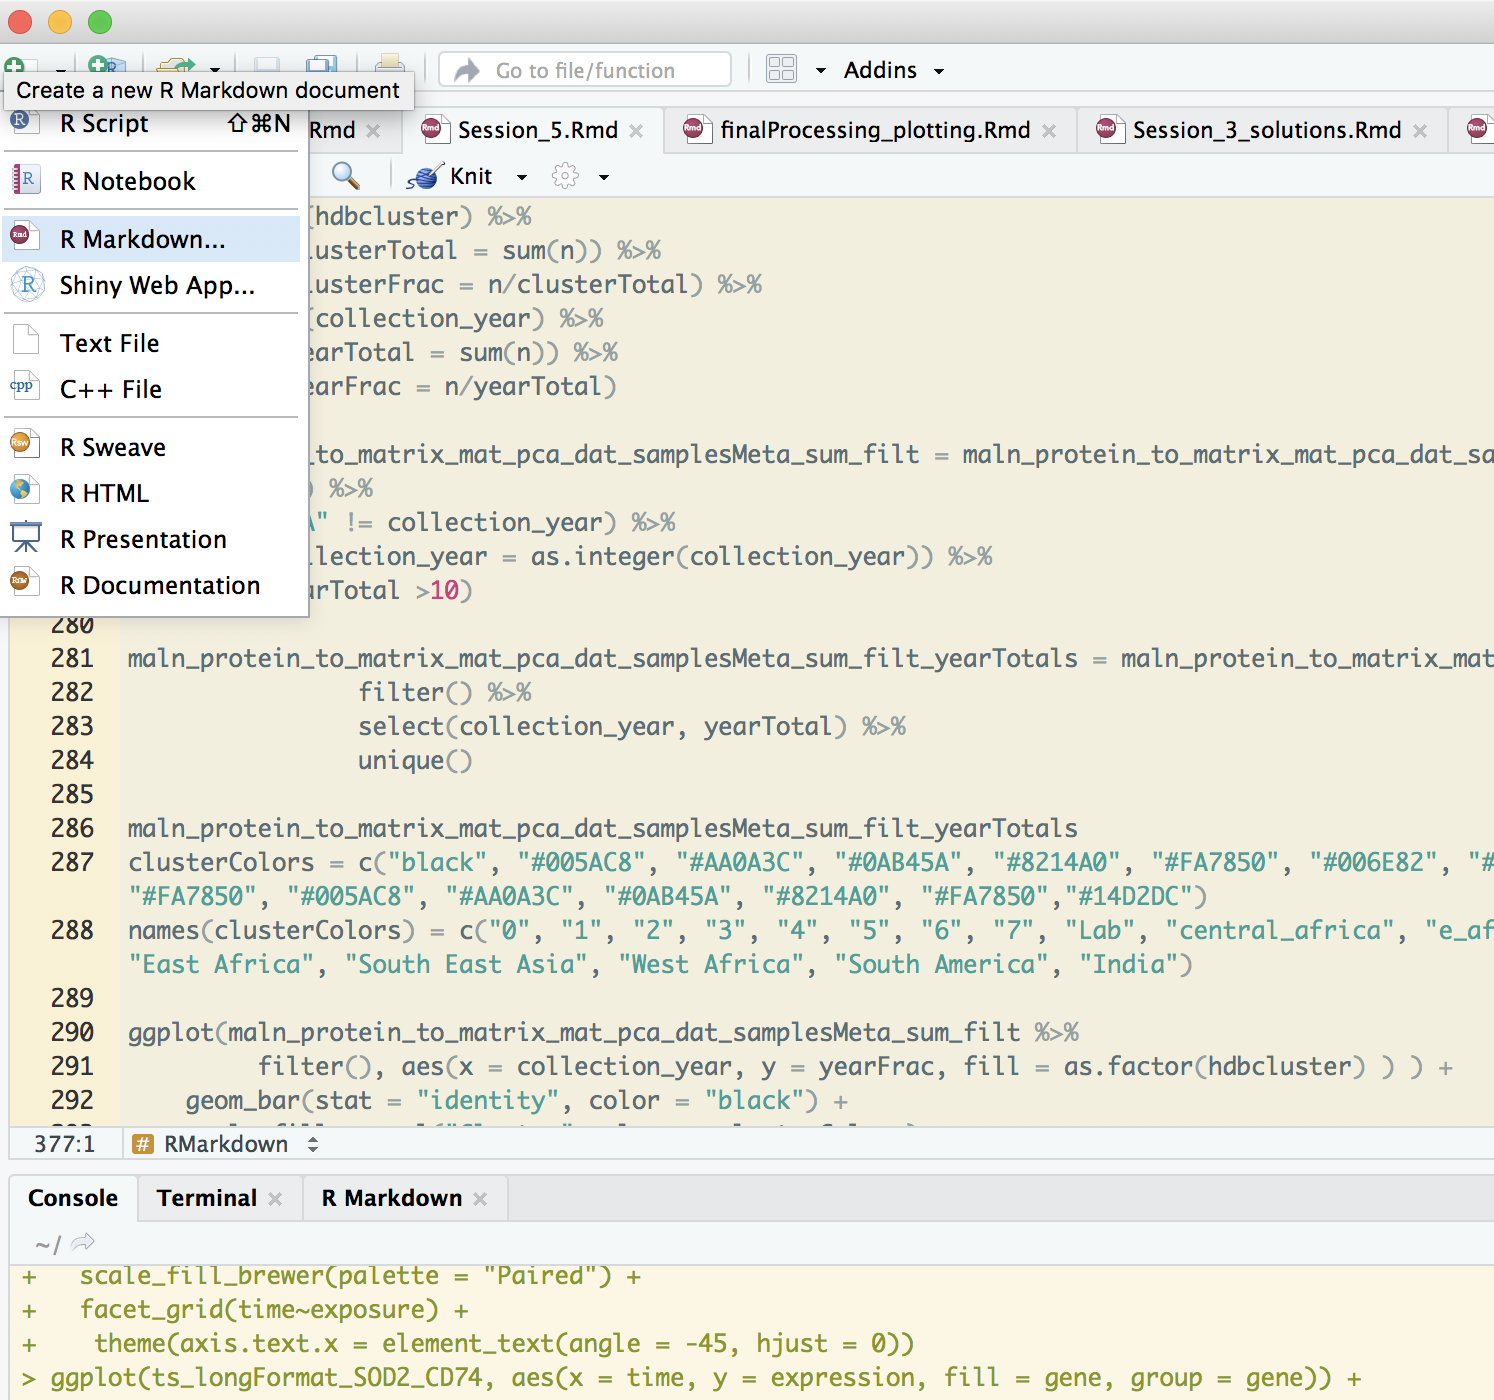 Go to file/function
Addins
Create a new R Markdown document
R Script ⇧⌘N
R Notebook
R Markdown...
Shiny Web App...
Text File
C++ File
R Sweave
R HTML
R Presentation
R Documentation
Rmd
Session_5.Rmd
finalProcessing_plotting.Rmd
Session_3_solutions.Rmd
Knit
(hdbcluster) %>%
lusterTotal = sum(n)) %>%
lusterFrac = n/clusterTotal) %>%
(collection_year) %>%
earTotal = sum(n)) %>%
earFrac = n/yearTotal)
_to_matrix_mat_pca_dat_samplesMeta_sum_filt = maln_protein_to_matrix_mat_pca_dat_sa
) %>%
A" != collection_year) %>%
llection_year = as.integer(collection_year)) %>%
arTotal >10)
280
281 maln_protein_to_matrix_mat_pca_dat_samplesMeta_sum_filt_yearTotals = maln_protein_to_matrix_mat
282 filter() %>%
283 select(collection_year, yearTotal) %>%
284 unique()
285
286 maln_protein_to_matrix_mat_pca_dat_samplesMeta_sum_filt_yearTotals
287 clusterColors = c("black", "#005AC8", "#AA0A3C", "#0AB45A", "#8214A0", "#FA7850", "#006E82", "#
"#FA7850", "#005AC8", "#AA0A3C", "#0AB45A", "#8214A0", "#FA7850","#14D2DC")
288 names(clusterColors) = c("0", "1", "2", "3", "4", "5", "6", "7", "Lab", "central_africa", "e_af
"East Africa", "South East Asia", "West Africa", "South America", "India")
289
290 ggplot(maln_protein_to_matrix_mat_pca_dat_samplesMeta_sum_filt %>%
291 filter(), aes(x = collection_year, y = yearFrac, fill = as.factor(hdbcluster) ) ) +
292 geom_bar(stat = "identity", color = "black") +
377:1 # RMarkdown
Console Terminal R Markdown
~/
+ scale_fill_brewer(palette = "Paired") +
+ facet_grid(time~exposure) +
+ theme(axis.text.x = element_text(angle = -45, hjust = 0))
> ggplot(ts_longFormat_SOD2_CD74, aes(x = time, y = expression, fill = gene, group = gene)) +